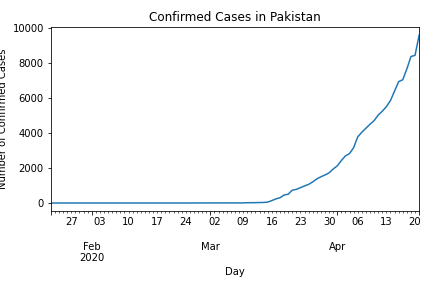 Confirmed Cases in Pakistan
Number of Confirmed Cases
10000
8000
6000
4000
2000
0
27 03 10 17 24 02 09 16 23 30 06 13 20
Feb Mar Apr
2020
Day